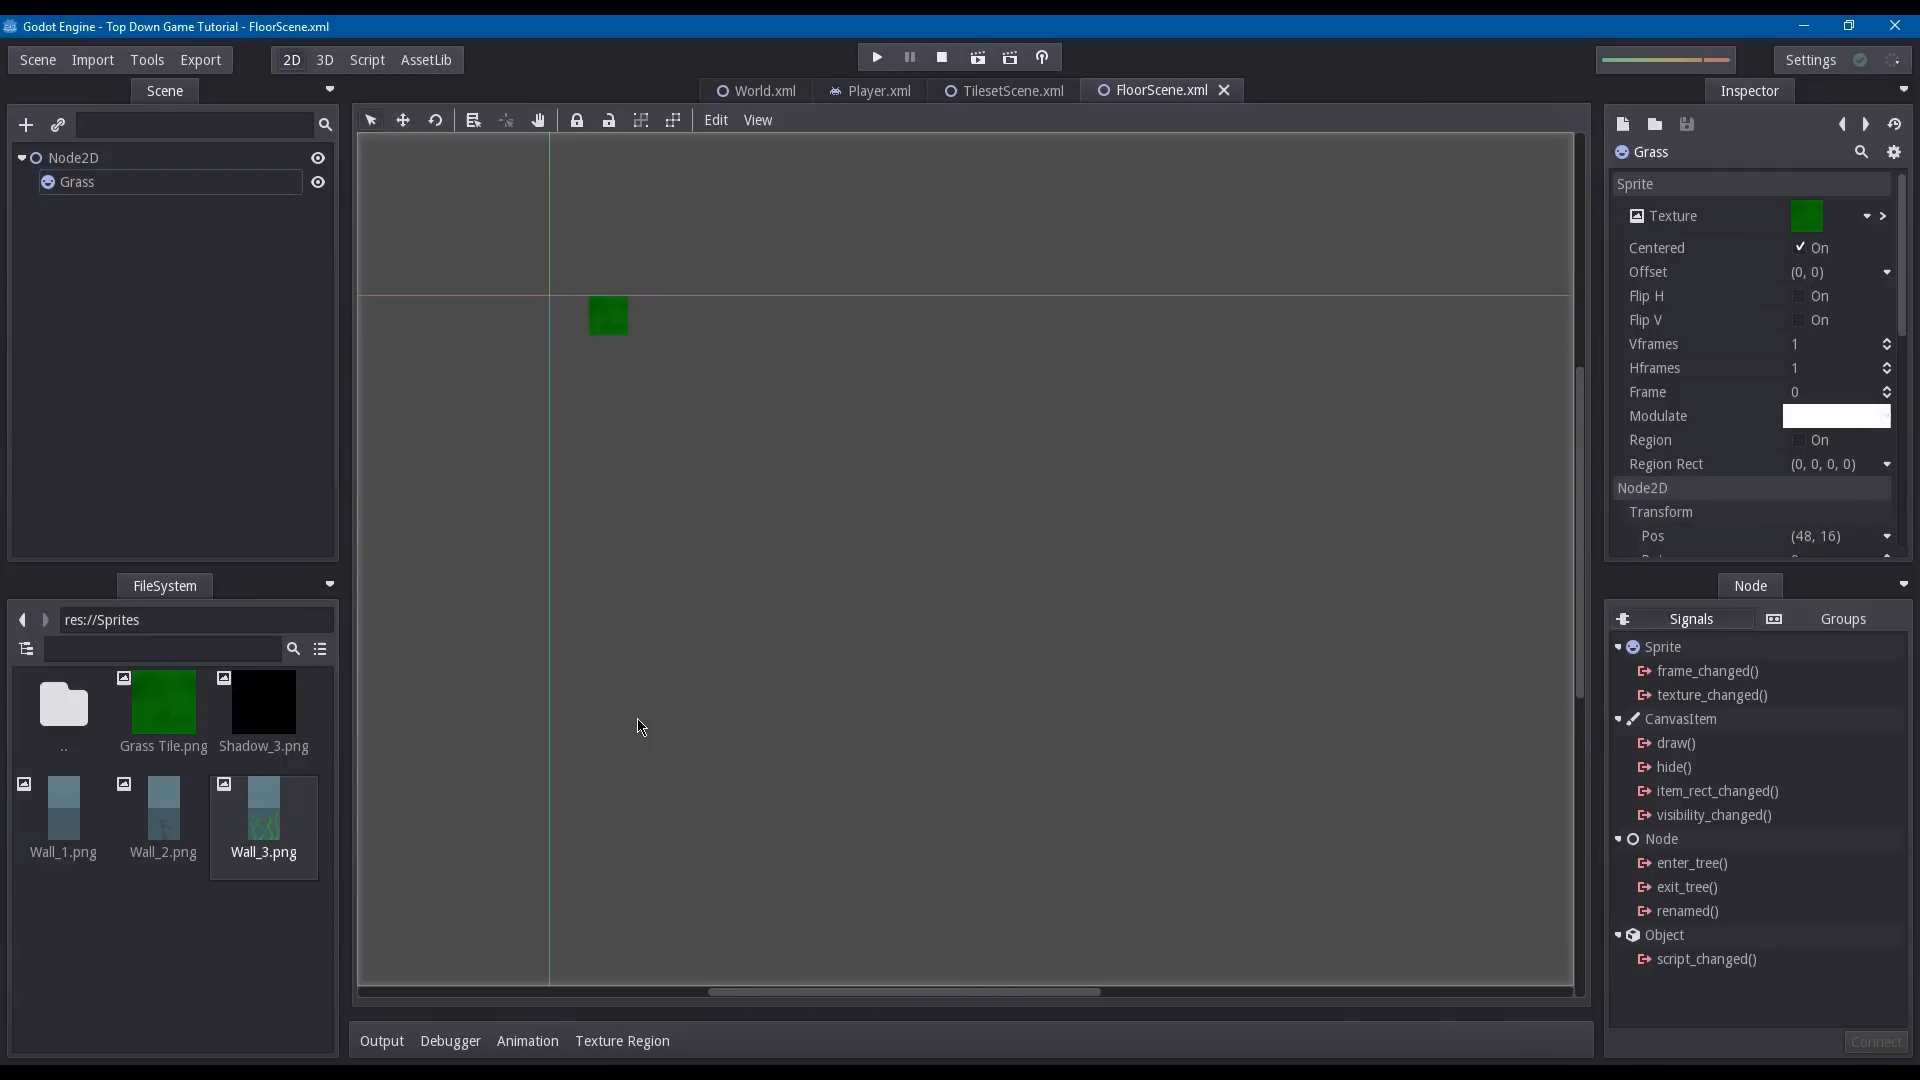 Godot Engine - Top Down Game Tutorial - FloorScene.xml
Scene Import Tools Export
2D 3D Script AssetLib
Settings
Scene
World.xml Player.xml TilesetScene.xml FloorScene.xml
Inspector
Edit View
Node2D
Grass
Grass
Sprite
Texture
Centered On
Offset (0, 0)
Flip H On
Flip V On
Vframes 1
Hframes 1
Frame 0
Modulate
Region On
Region Rect (0, 0, 0, 0)
Node2D
Transform
Pos (48, 16)
FileSystem
res://Sprites
..
Grass Tile.png
Shadow_3.png
Wall_1.png
Wall_2.png
Wall_3.png
Node
Signals Groups
Sprite
frame_changed()
texture_changed()
CanvasItem
draw()
hide()
item_rect_changed()
visibility_changed()
Node
enter_tree()
exit_tree()
renamed()
Object
script_changed()
Connect
Output Debugger Animation Texture Region